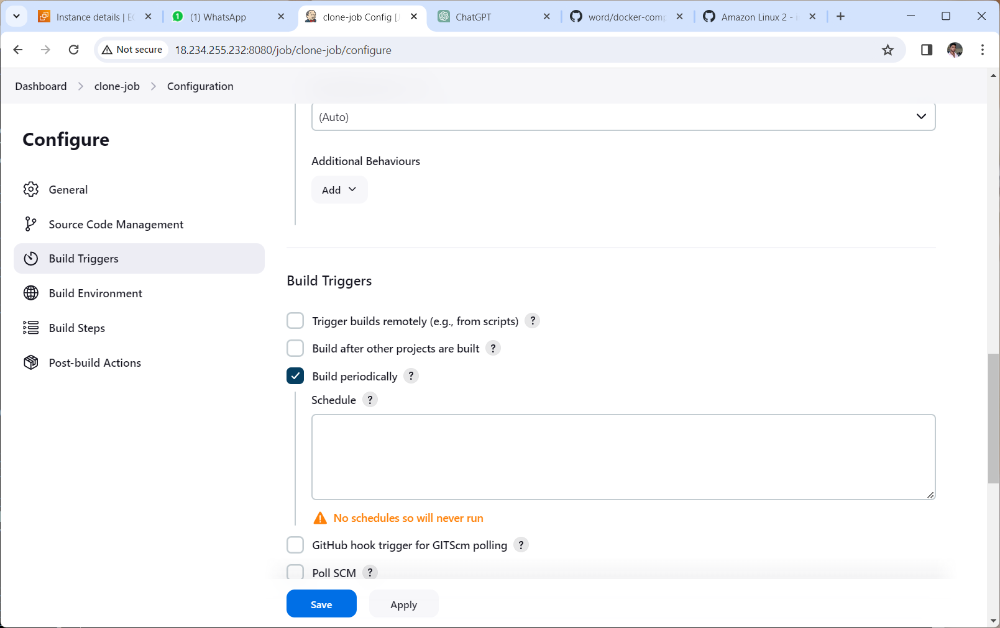 Instance details | EC
(1) WhatsApp
clone-job Config [J
ChatGPT
word/docker-comp
Amazon Linux 2 - i
Not secure
18.234.255.232:8080/job/clone-job/configure
Dashboard
clone-job
Configuration
Configure
General
Source Code Management
Build Triggers
Build Environment
Build Steps
Post-build Actions
(Auto)
Additional Behaviours
Add
Build Triggers
Trigger builds remotely (e.g., from scripts) ?
Build after other projects are built ?
Build periodically ?
Schedule ?
No schedules so will never run
GitHub hook trigger for GITScm polling ?
Poll SCM ?
Save
Apply